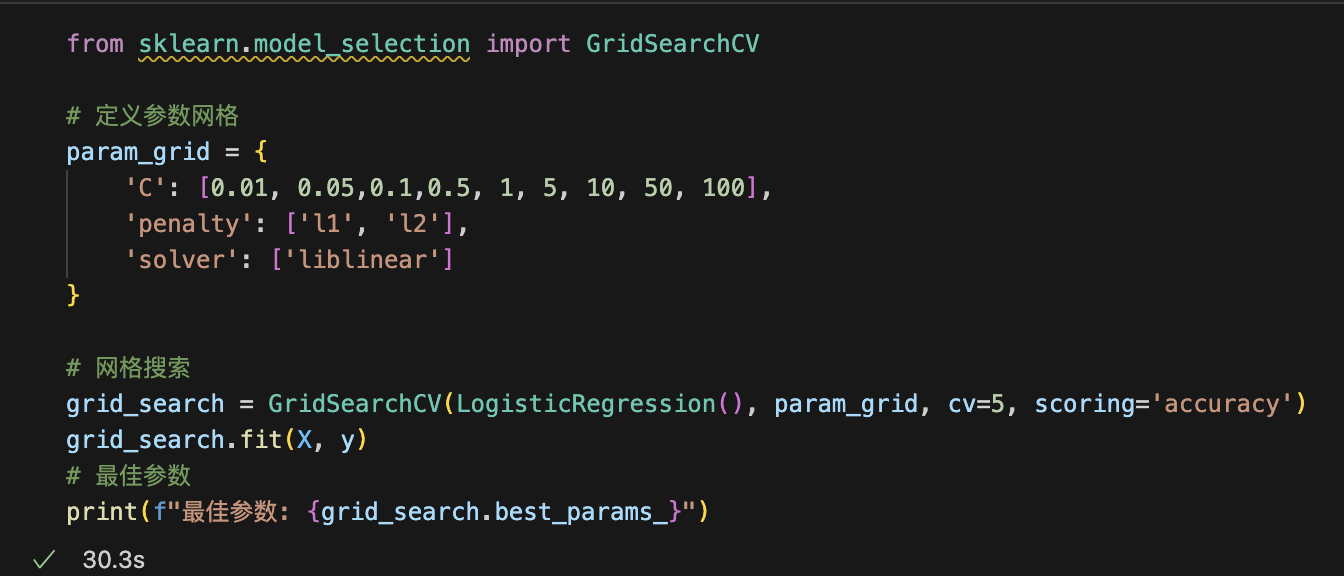 from sklearn.model_selection import GridSearchCV
# 定义参数网格
param_grid = {
    'C': [0.01, 0.05,0.1,0.5, 1, 5, 10, 50, 100],
    'penalty': ['l1', 'l2'],
    'solver': ['liblinear']
}
# 网格搜索
grid_search = GridSearchCV(LogisticRegression(), param_grid, cv=5, scoring='accuracy')
grid_search.fit(X, y)
# 最佳参数
print(f"最佳参数: {grid_search.best_params_}")
30.3s